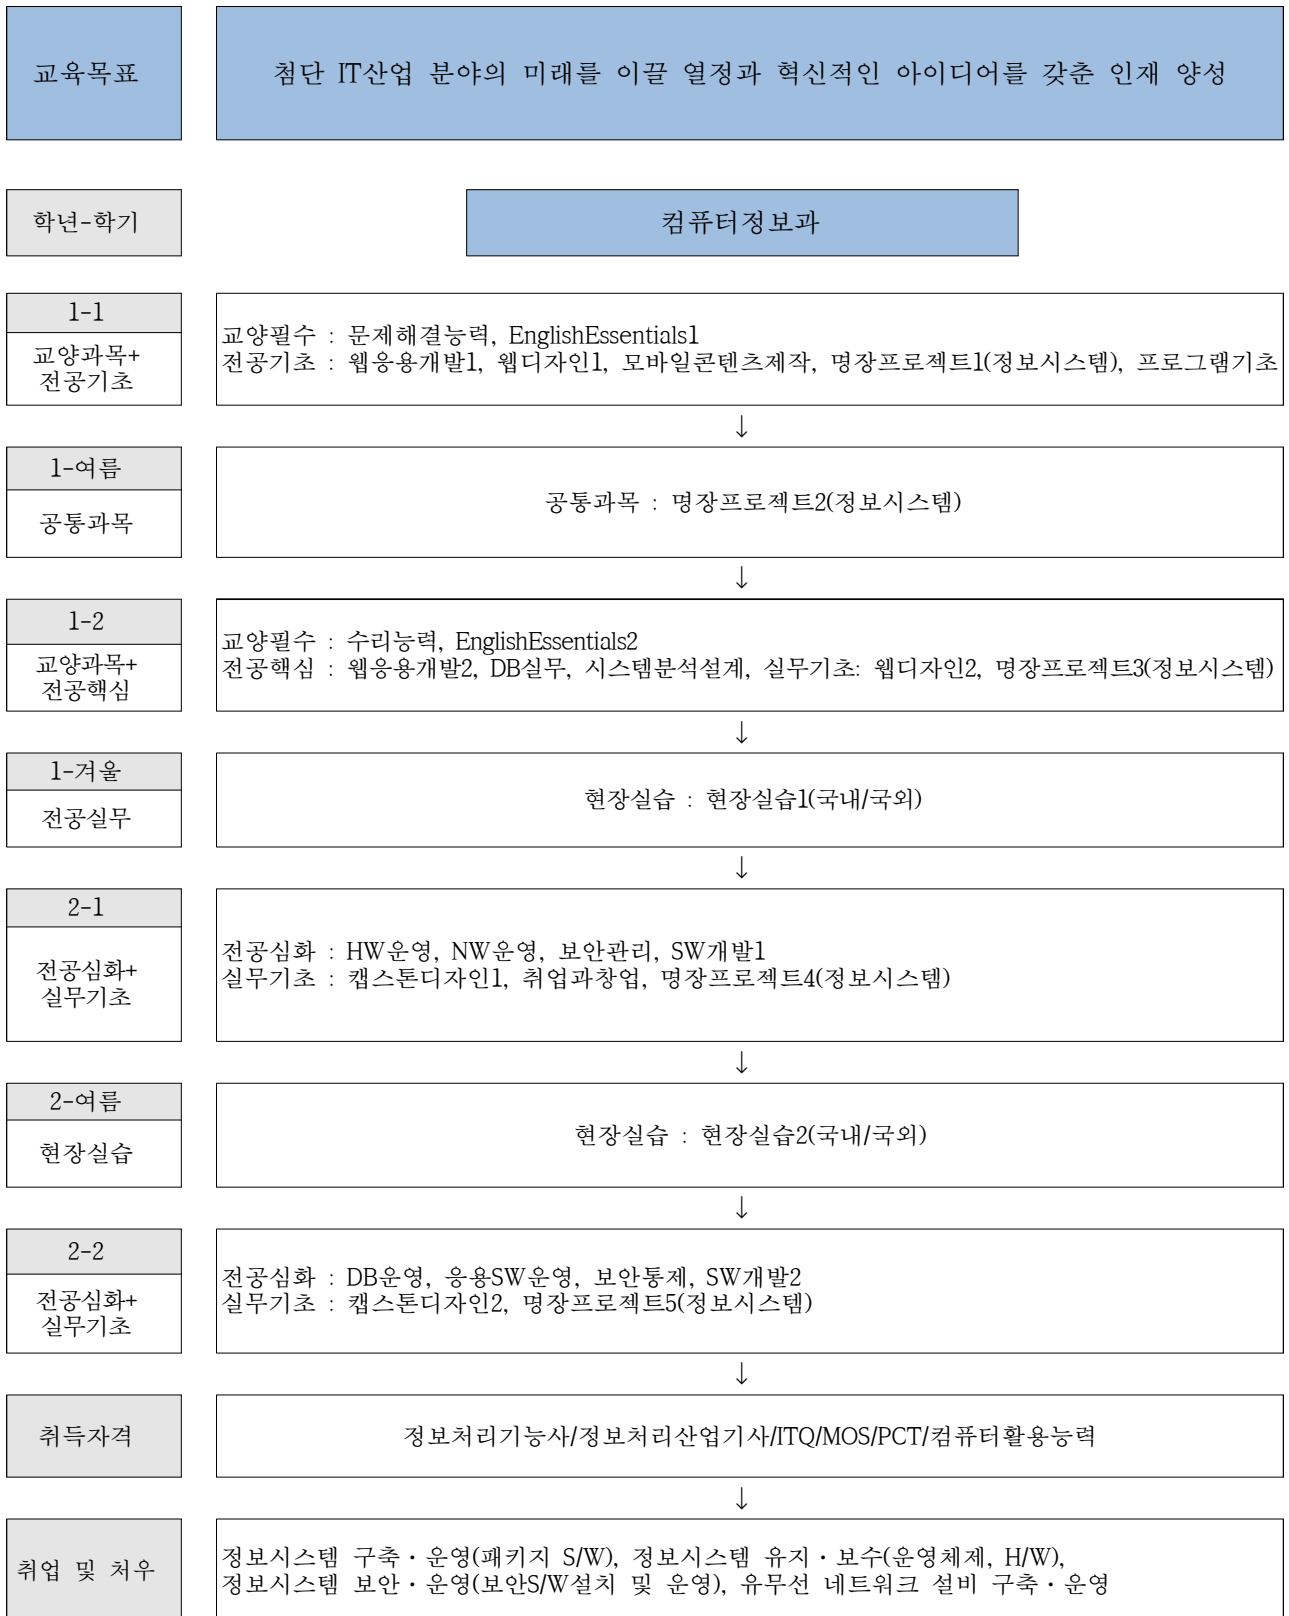 교육목표
첨단 IT산업 분야의 미래를 이끌 열정과 혁신적인 아이디어를 갖춘 인재 양성
학년-학기
컴퓨터정보과
1-1
교양과목+
전공기초
교양필수 : 문제해결능력, EnglishEssentials1
전공기초 : 웹응용개발1, 웹디자인1, 모바일콘텐츠제작, 명장프로젝트1(정보시스템), 프로그램기초
↓
1-여름
공통과목
공통과목 : 명장프로젝트2(정보시스템)
↓
1-2
교양과목+
전공핵심
교양필수 : 수리능력, EnglishEssentials2
전공핵심 : 웹응용개발2, DB실무, 시스템분석설계, 실무기초: 웹디자인2, 명장프로젝트3(정보시스템)
↓
1-겨울
전공실무
현장실습 : 현장실습1(국내/국외)
↓
2-1
전공심화+
실무기초
전공심화 : HW운영, NW운영, 보안관리, SW개발1
실무기초 : 캡스톤디자인1, 취업과창업, 명장프로젝트4(정보시스템)
↓
2-여름
현장실습
현장실습 : 현장실습2(국내/국외)
↓
2-2
전공심화+
실무기초
전공심화 : DB운영, 응용SW운영, 보안통제, SW개발2
실무기초 : 캡스톤디자인2, 명장프로젝트5(정보시스템)
↓
취득자격
정보처리기능사/정보처리산업기사/ITQ/MOS/PCT/컴퓨터활용능력
↓
취업 및 처우
정보시스템 구축·운영(패키지 S/W), 정보시스템 유지·보수(운영체제, H/W),
정보시스템 보안·운영(보안S/W설치 및 운영), 유무선 네트워크 설비 구축·운영